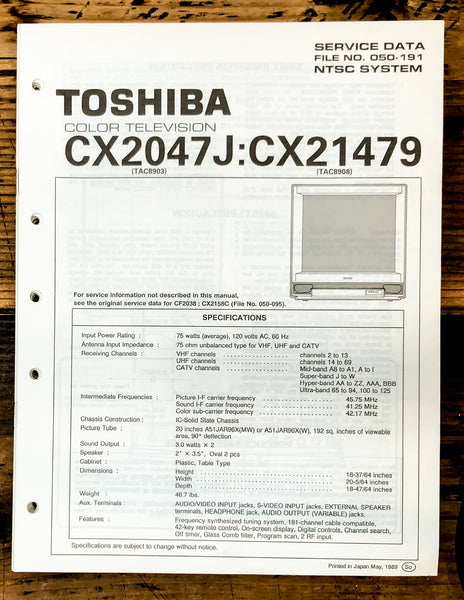 SERVICE DATA
FILE NO. 050-191
NTSC SYSTEM
TOSHIBA
COLOR TELEVISION
CX2047J:CX21479
(TAC8903) (TAC8908)
For service information not described in this manual,
see the original service data for CF2038 : CX2158C (File No. 050-095).
SPECIFICATIONS
Input Power Rating : 75 watts (average), 120 volts AC, 60 Hz
Antenna Input Impedance : 75 ohm unbalanced type for VHF, UHF and CATV
Receiving Channels : VHF channels channels 2 to 13
UHF channels channels 14 to 69
CATV channels Mid-band A8 to A1, A to I
Super-band J to W
Hyper-band AA to ZZ, AAA, BBB
Ultra-band 65 to 94, 100 to 125
Intermediate Frequencies : Picture I-F carrier frequency 45.75 MHz
Sound I-F carrier frequency 41.25 MHz
Color sub-carrier frequency 42.17 MHz
Chassis Construction : IC-Solid State Chassis
Picture Tube : 20 inches A51JAR96X(MW) or A51JAR96X(W), 192 sq. inches of viewable
area, 90° deflection
Sound Output : 3.0 watts × 2
Speaker : 2" × 3.5", Oval 2 pcs
Cabinet : Plastic, Table Type
Dimensions : Height 18-37/64 inches
Width 20-5/64 inches
Depth 18-47/64 inches
Weight : 46.7 lbs.
Aux. Terminals : AUDIO/VIDEO INPUT jacks, S-VIDEO INPUT jacks, EXTERNAL SPEAKER
terminals, HEADPHONE jack, AUDIO OUTPUT (VARIABLE) jacks.
Features : Frequency synthesized tuning system, 181-channel cable compatible,
42-key remote control, On-screen display, Digital controls, Channel search,
Off timer, Glass Comb filter, Program scan, 2 RF input.
Specifications are subject to change without notice.
Printed in Japan May, 1989 So